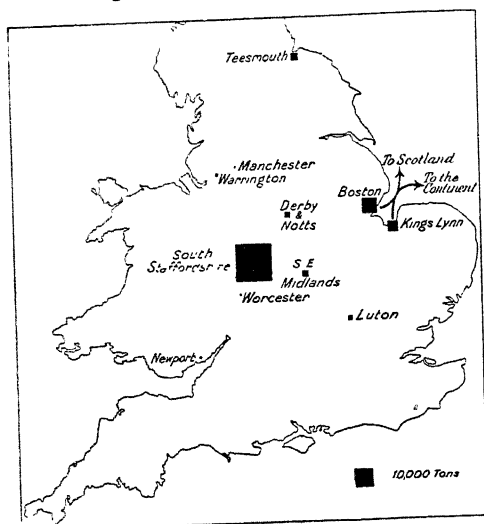 Teesmouth
To Scotland
Manchester
Warrington
To the
Continent
Boston
Derby
&
Notts
Kings Lynn
South
Staffordshire
S E
Midlands
Worcester
Luton
Newport
10,000 Tons